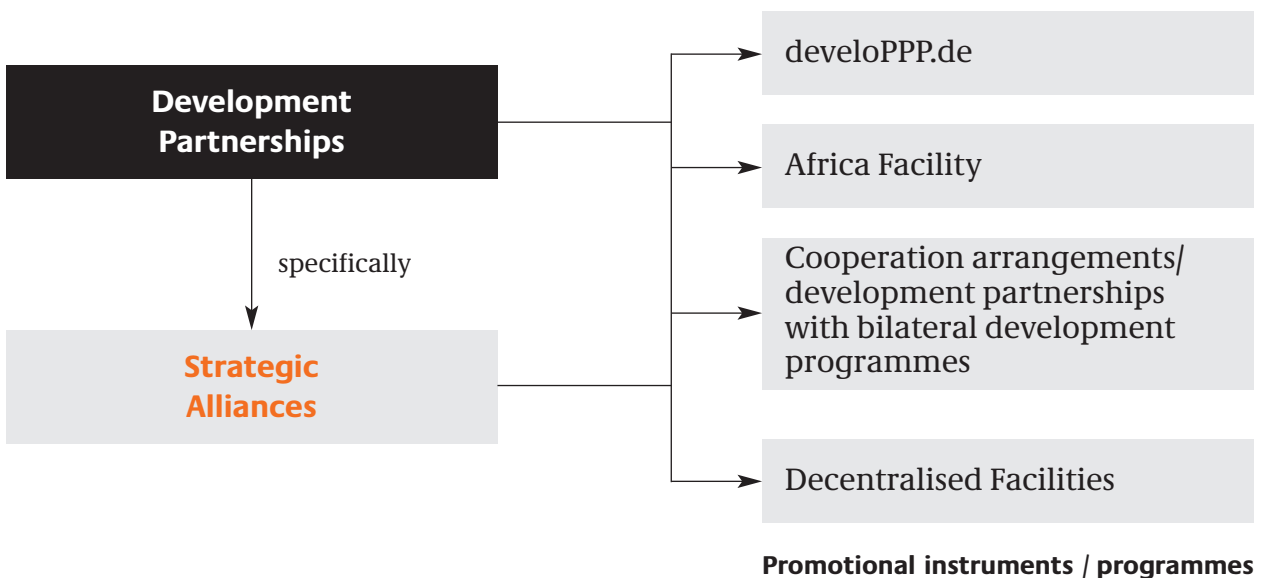 Development
Partnerships
specifically
Strategic
Alliances
develoPPP.de
Africa Facility
Cooperation arrangements/
development partnerships
with bilateral development
programmes
Decentralised Facilities
Promotional instruments / programmes